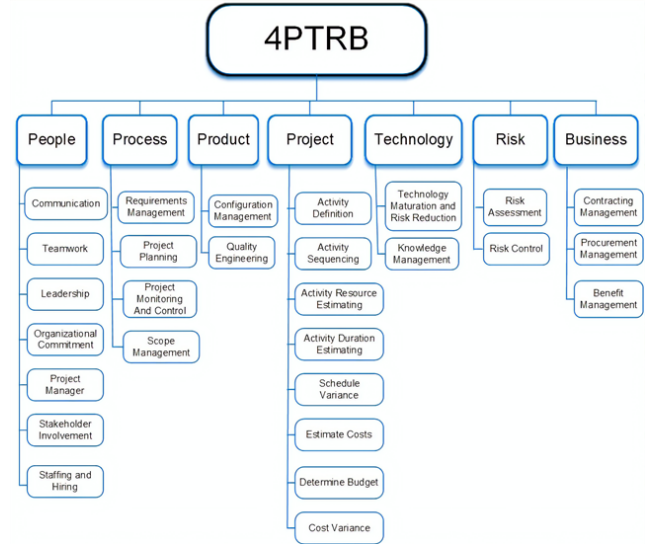 4PTRB
People
Process
Product
Project
Technology
Risk
Business
Communication
Teamwork
Leadership
Organizational
Commitment
Project
Manager
Stakeholder
Involvement
Staffing and
Hiring
Requirements
Management
Project
Planning
Project
Monitoring
And Control
Scope
Management
Configuration
Management
Quality
Engineering
Activity
Definition
Activity
Sequencing
Activity Resource
Estimating
Activity Duration
Estimating
Schedule
Variance
Estimate Costs
Determine Budget
Cost Variance
Technology
Maturation and
Risk Reduction
Knowledge
Management
Risk
Assessment
Risk Control
Contracting
Management
Procurement
Management
Benefit
Management